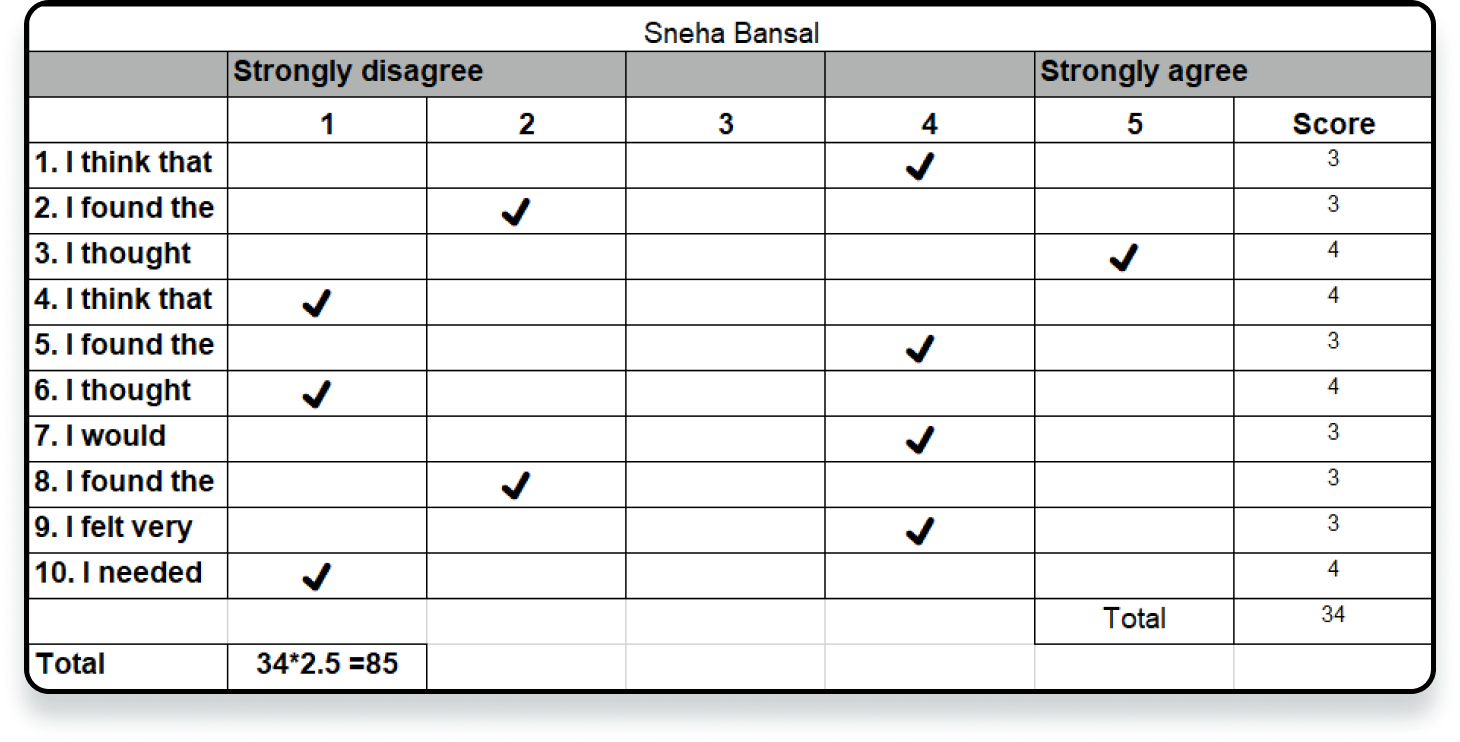 Sneha Bansal
Strongly disagree Strongly agree
1 2 3 4 5 Score
1. I think that 3
2. I found the 3
3. I thought 4
4. I think that 4
5. I found the 3
6. I thought 4
7. I would 3
8. I found the 3
9. I felt very 3
10. I needed 4
Total 34
Total 34*2.5 =85